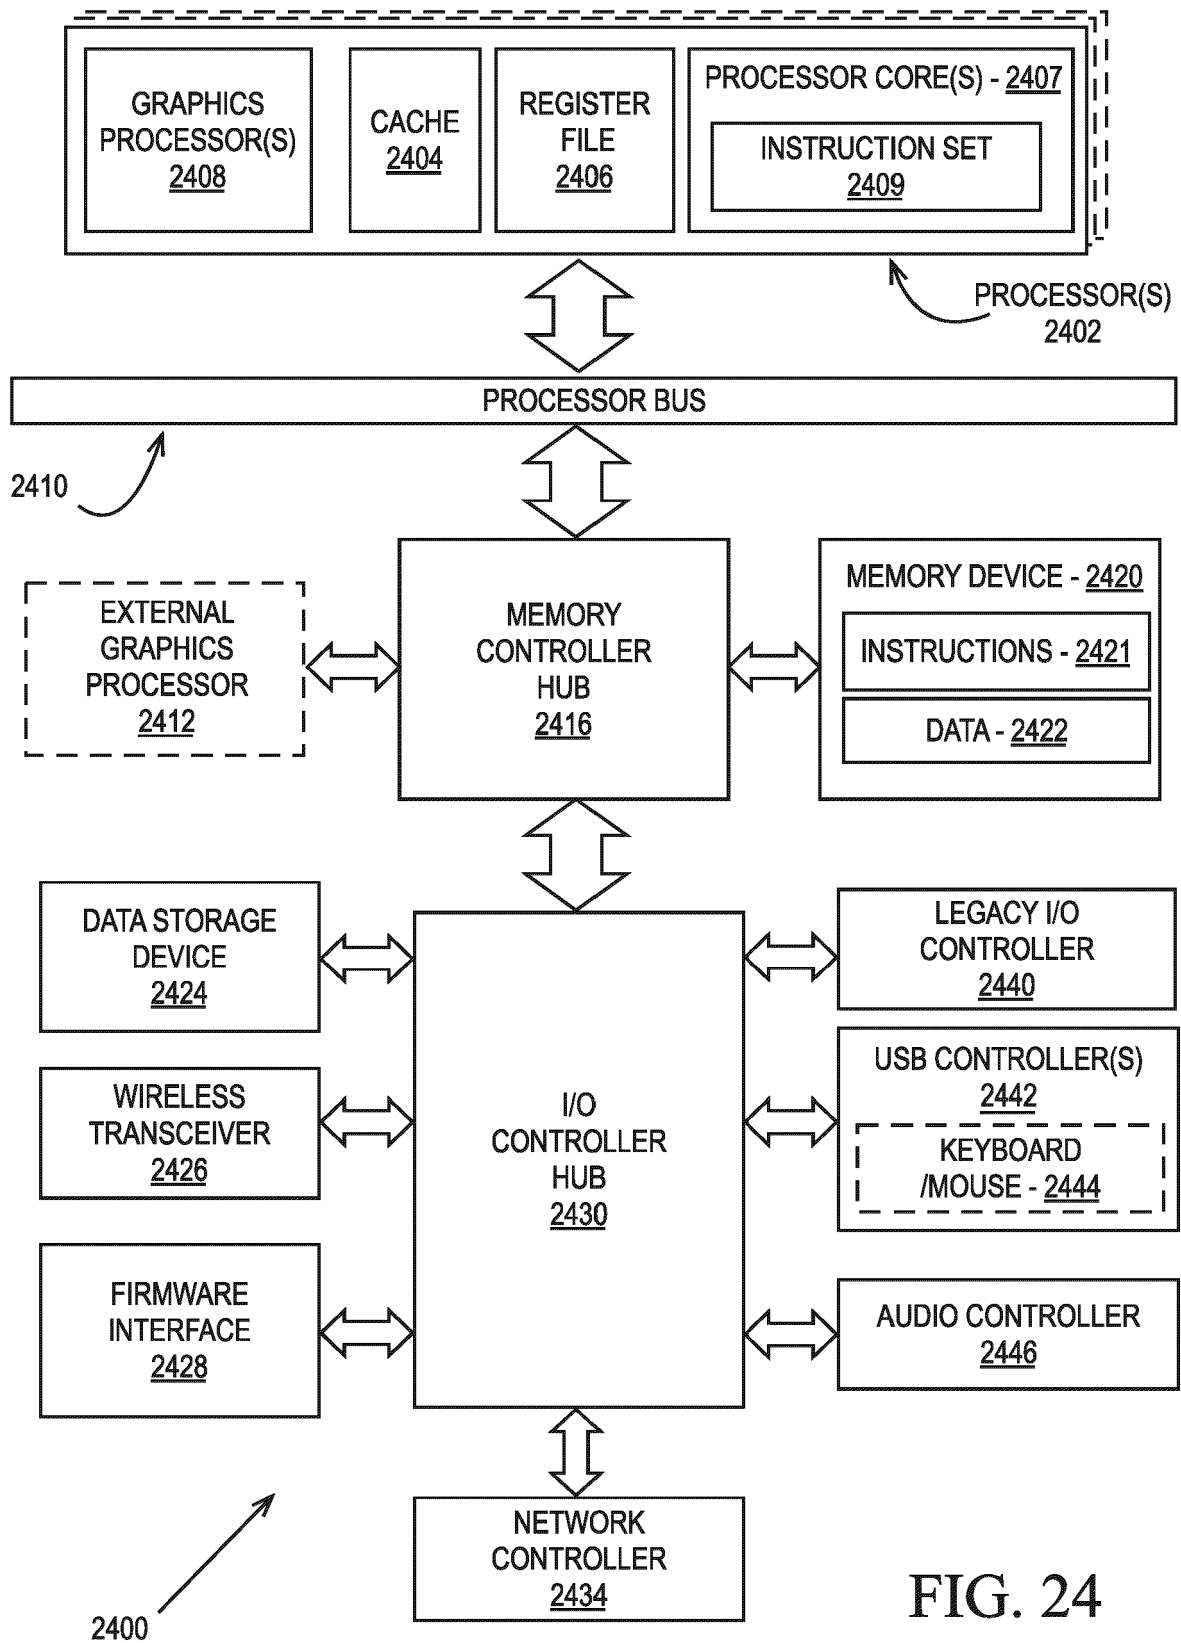 GRAPHICS
PROCESSOR(S)
2408
CACHE
2404
REGISTER
FILE
2406
PROCESSOR CORE(S) - 2407
INSTRUCTION SET
2409
PROCESSOR(S)
2402
PROCESSOR BUS
2410
EXTERNAL
GRAPHICS
PROCESSOR
2412
MEMORY
CONTROLLER
HUB
2416
MEMORY DEVICE - 2420
INSTRUCTIONS - 2421
DATA - 2422
DATA STORAGE
DEVICE
2424
WIRELESS
TRANSCEIVER
2426
FIRMWARE
INTERFACE
2428
I/O
CONTROLLER
HUB
2430
LEGACY I/O
CONTROLLER
2440
USB CONTROLLER(S)
2442
KEYBOARD
/MOUSE - 2444
AUDIO CONTROLLER
2446
NETWORK
CONTROLLER
2434
2400
FIG. 24